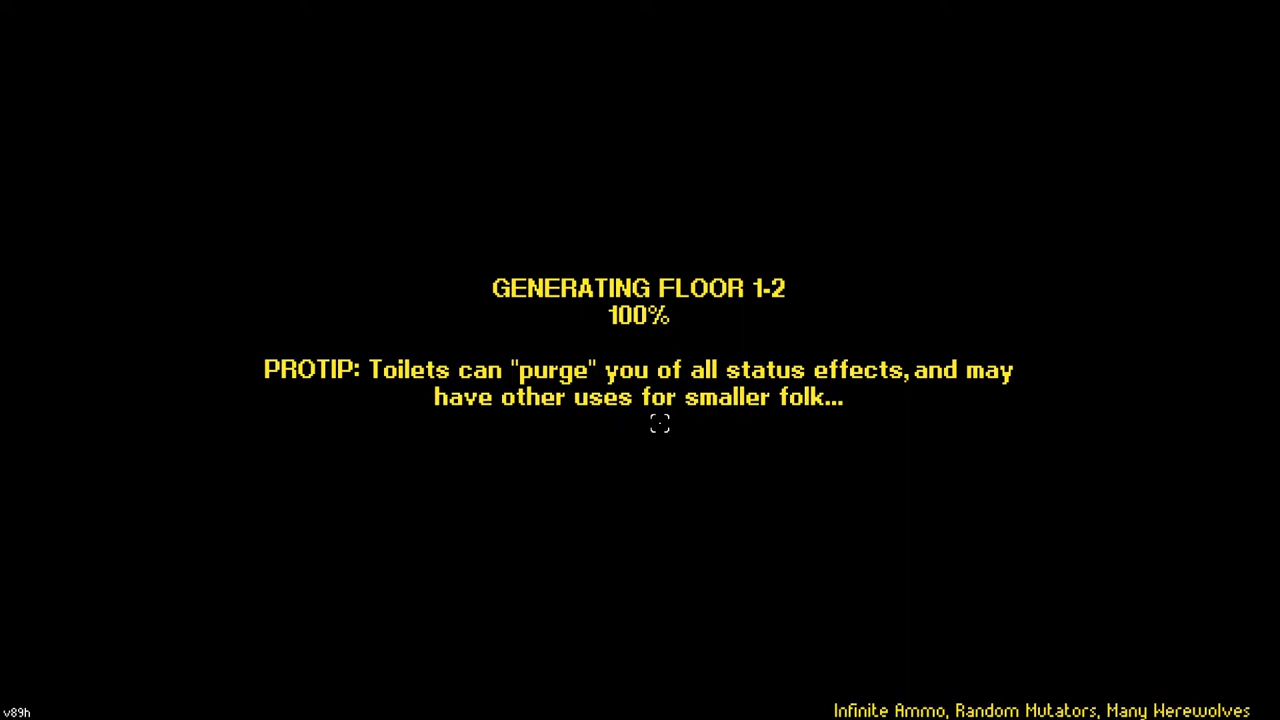 GENERATING FLOOR 1-2
100%
PROTIP: Toilets can "purge" you of all status effects, and may
have other uses for smaller folk...
v89h
Infinite Ammo, Random Mutators, Many Werewolves